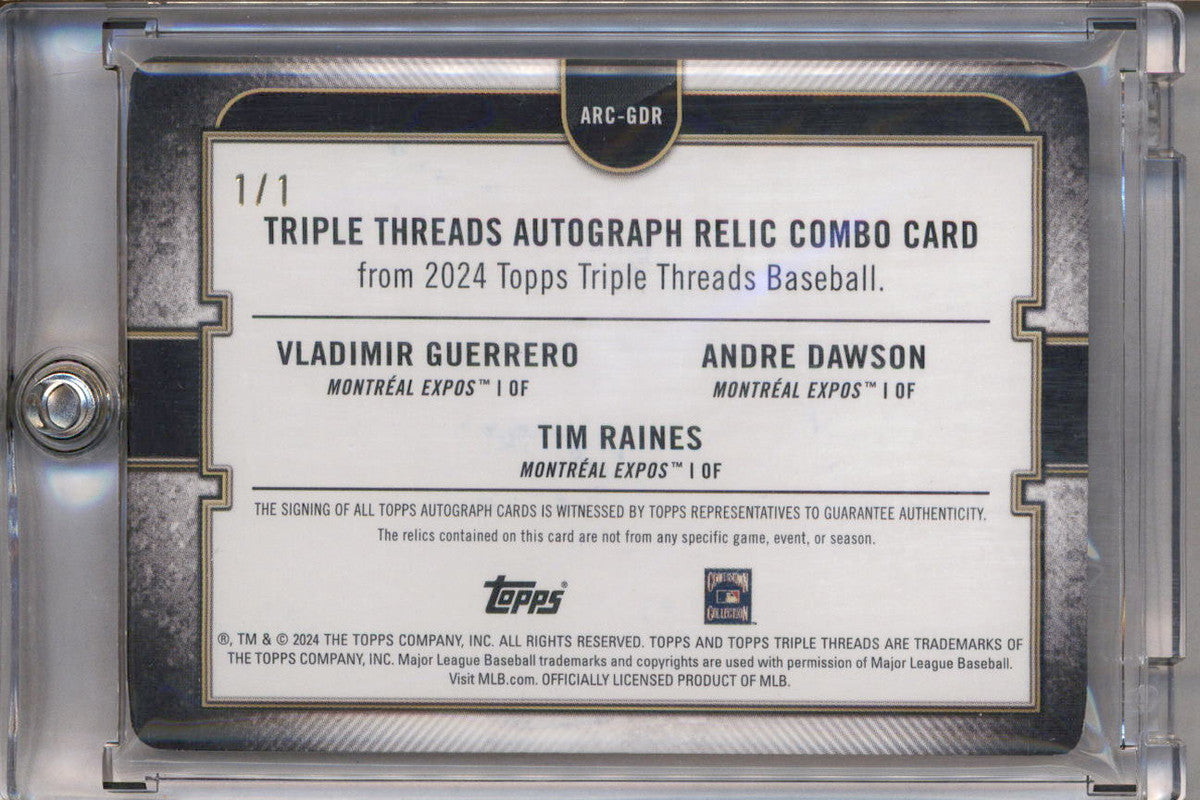 ARC-GDR
1/1
TRIPLE THREADS AUTOGRAPH RELIC COMBO CARD
from 2024 Topps Triple Threads Baseball.
VLADIMIR GUERRERO
MONTRÉAL EXPOS™ | OF
ANDRE DAWSON
MONTRÉAL EXPOS™ | OF
TIM RAINES
MONTRÉAL EXPOS™ | OF
THE SIGNING OF ALL TOPPS AUTOGRAPH CARDS IS WITNESSED BY TOPPS REPRESENTATIVES TO GUARANTEE AUTHENTICITY.
The relics contained on this card are not from any specific game, event, or season.
Topps®
COOPERSTOWN
COLLECTION™
®, TM & © 2024 THE TOPPS COMPANY, INC. ALL RIGHTS RESERVED. TOPPS AND TOPPS TRIPLE THREADS ARE TRADEMARKS OF
THE TOPPS COMPANY, INC. Major League Baseball trademarks and copyrights are used with permission of Major League Baseball.
Visit MLB.com. OFFICIALLY LICENSED PRODUCT OF MLB.